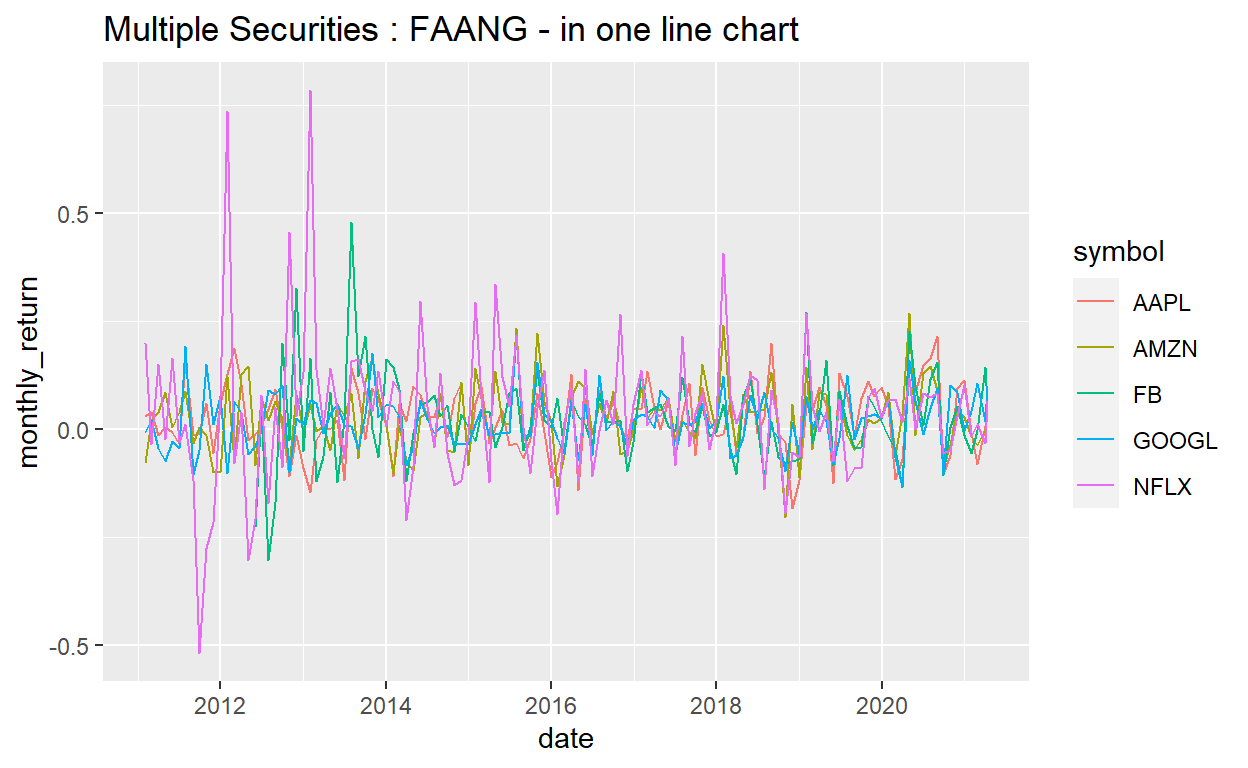 Multiple Securities : FAANG - in one line chart
monthly_return
0.5
0.0
-0.5
2012 2014 2016 2018 2020
date
symbol
AAPL
AMZN
FB
GOOGL
NFLX